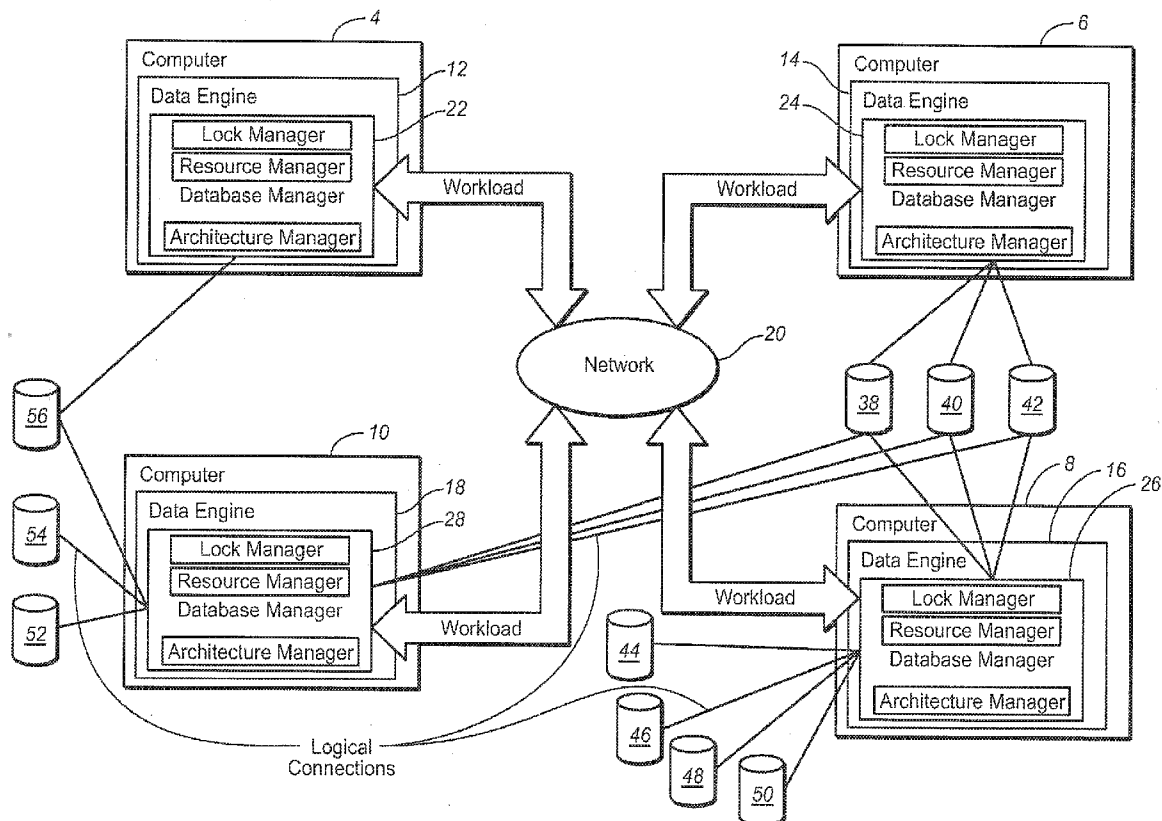 4
Computer
12
Data Engine
22
Lock Manager
Resource Manager
Database Manager
Architecture Manager
Workload
6
Computer
14
Data Engine
24
Lock Manager
Resource Manager
Database Manager
Architecture Manager
Workload
Network
20
38
40
42
56
54
52
10
Computer
18
Data Engine
28
Lock Manager
Resource Manager
Database Manager
Architecture Manager
Workload
8
16
26
Computer
Data Engine
Lock Manager
Resource Manager
Database Manager
Architecture Manager
Workload
44
46
48
50
Logical
Connections